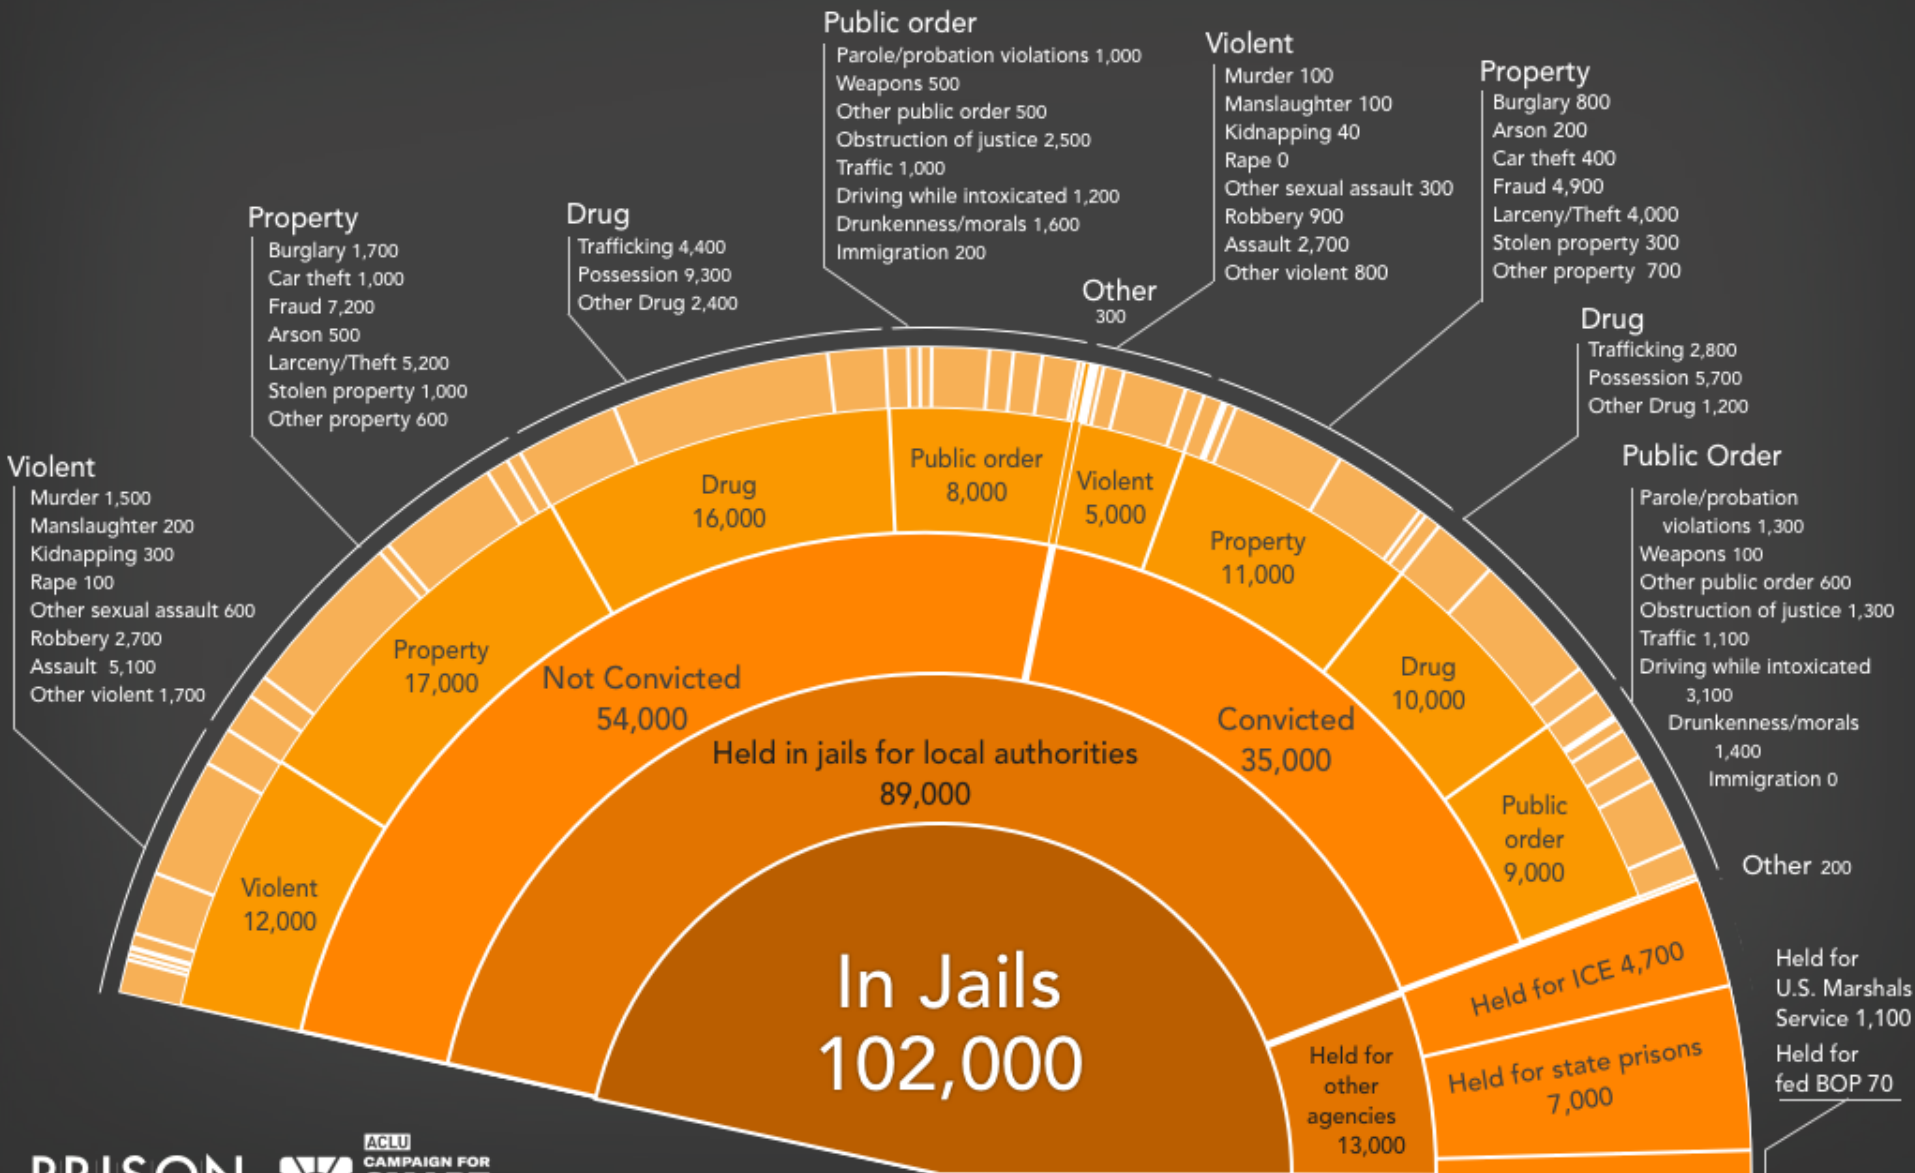 Public order
Parole/probation violations 1,000
Weapons 500
Other public order 500
Obstruction of justice 2,500
Traffic 1,000
Driving while intoxicated 1,200
Drunkenness/morals 1,600
Immigration 200
Violent
Murder 100
Manslaughter 100
Kidnapping 40
Rape 0
Other sexual assault 300
Robbery 900
Assault 2,700
Other violent 800
Property
Burglary 800
Arson 200
Car theft 400
Fraud 4,900
Larceny/Theft 4,000
Stolen property 300
Other property 700
Property
Burglary 1,700
Car theft 1,000
Fraud 7,200
Arson 500
Larceny/Theft 5,200
Stolen property 1,000
Other property 600
Drug
Trafficking 4,400
Possession 9,300
Other Drug 2,400
Other
300
Drug
Trafficking 2,800
Possession 5,700
Other Drug 1,200
Violent
Murder 1,500
Manslaughter 200
Kidnapping 300
Rape 100
Other sexual assault 600
Robbery 2,700
Assault 5,100
Other violent 1,700
Public Order
Parole/probation
violations 1,300
Weapons 100
Other public order 600
Obstruction of justice 1,300
Traffic 1,100
Driving while intoxicated
3,100
Drunkenness/morals
1,400
Immigration 0
Other 200
Violent
12,000
Property
17,000
Drug
16,000
Public order
8,000
Violent
5,000
Property
11,000
Drug
10,000
Public
order
9,000
Not Convicted
54,000
Convicted
35,000
Held in jails for local authorities
89,000
In Jails
102,000
Held for ICE 4,700
Held for state prisons
7,000
Held for
other
agencies
13,000
Held for
U.S. Marshals
Service 1,100
Held for
fed BOP 70
PRISON
ACLU
CAMPAIGN FOR